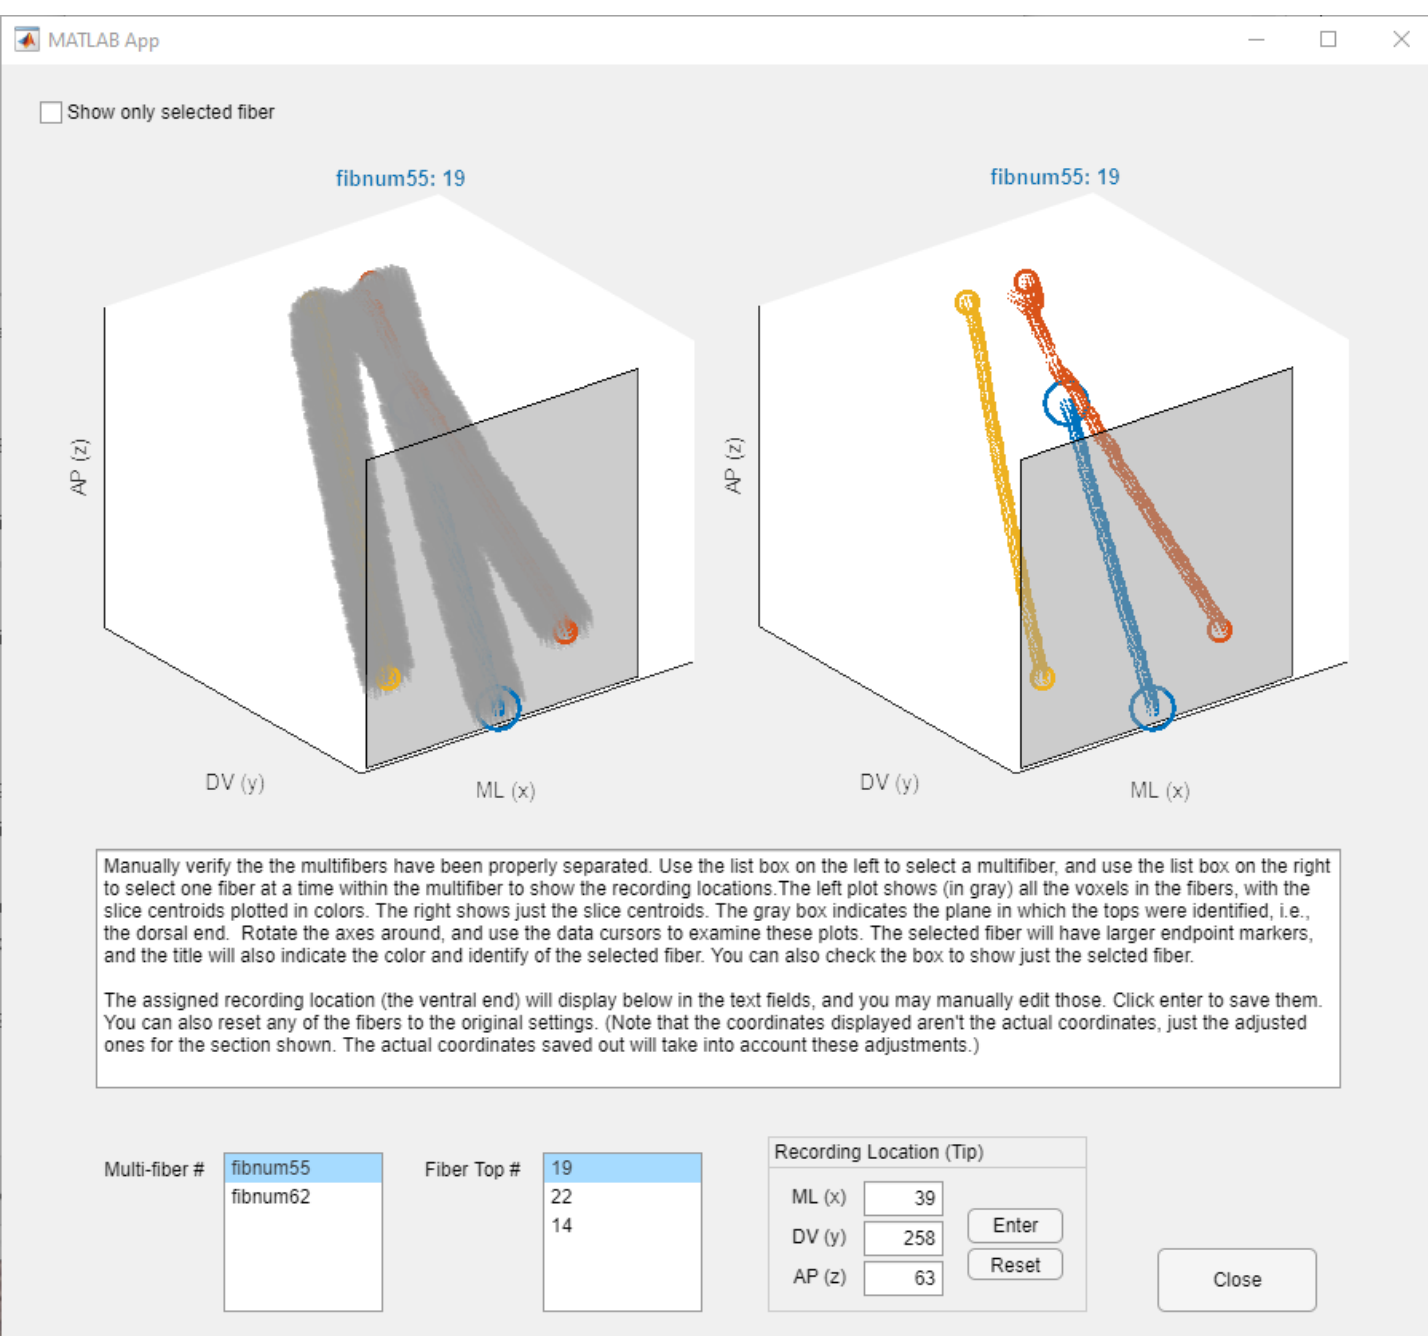 MATLAB App
Show only selected fiber
fibnum55: 19
fibnum55: 19
AP (z)
DV (y)
ML (x)
AP (z)
DV (y)
ML (x)
Manually verify the the multifibers have been properly separated. Use the list box on the left to select a multifiber, and use the list box on the right
to select one fiber at a time within the multifiber to show the recording locations.The left plot shows (in gray) all the voxels in the fibers, with the
slice centroids plotted in colors. The right shows just the slice centroids. The gray box indicates the plane in which the tops were identified, i.e.,
the dorsal end.  Rotate the axes around, and use the data cursors to examine these plots. The selected fiber will have larger endpoint markers,
and the title will also indicate the color and identify of the selected fiber. You can also check the box to show just the selcted fiber.
The assigned recording location (the ventral end) will display below in the text fields, and you may manually edit those. Click enter to save them.
You can also reset any of the fibers to the original settings. (Note that the coordinates displayed aren't the actual coordinates, just the adjusted
ones for the section shown. The actual coordinates saved out will take into account these adjustments.)
Multi-fiber #
fibnum55
fibnum62
Fiber Top #
19
22
14
Recording Location (Tip)
ML (x) 39
DV (y) 258
AP (z) 63
Enter
Reset
Close